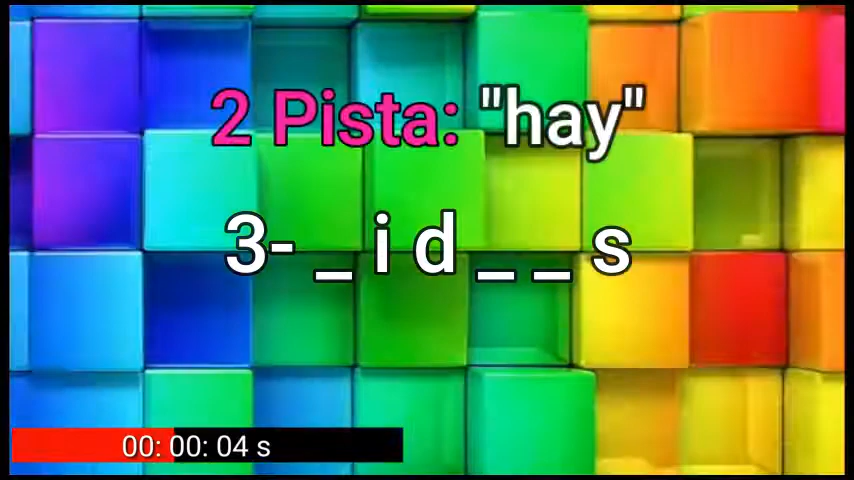 2 Pista: "hay"
3- _ i d _ _ s
00: 00: 04 s